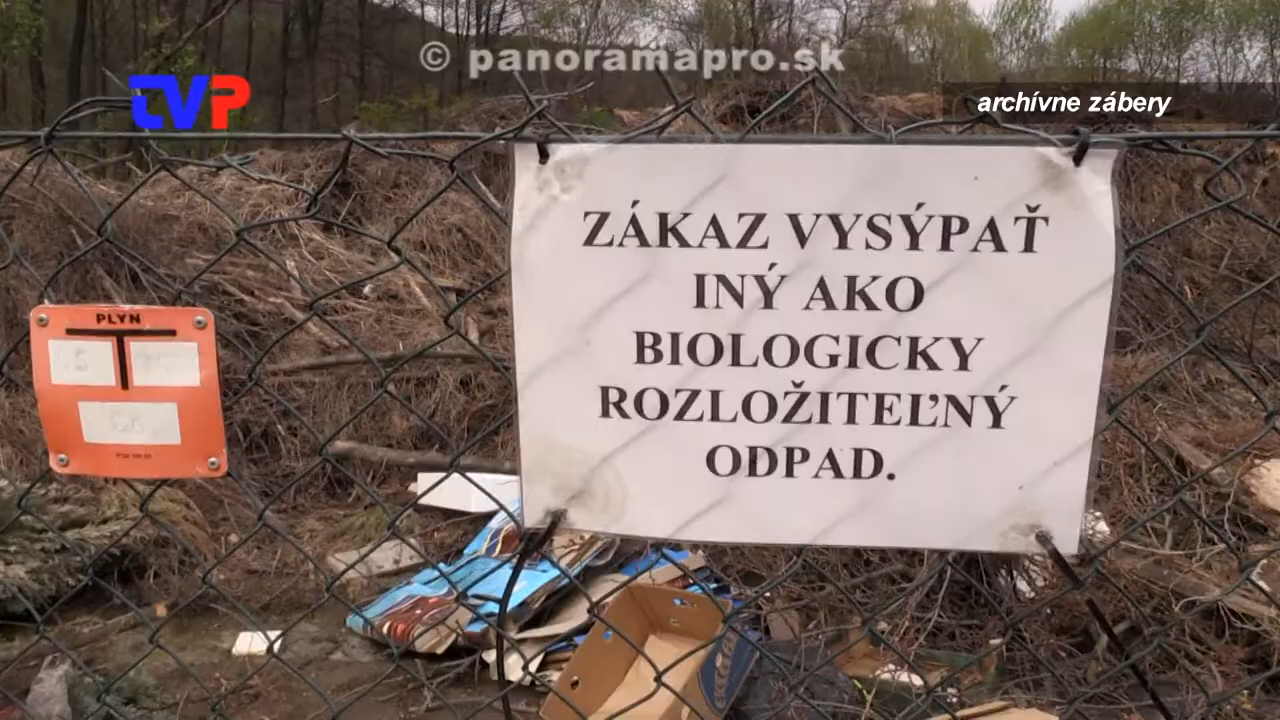 © panoramapro.sk
tVP
archívne zábery
ZÁKAZ VYSÝPAŤ
INÝ AKO
BIOLOGICKY
ROZLOŽITEĽNÝ
ODPAD.
PLYN